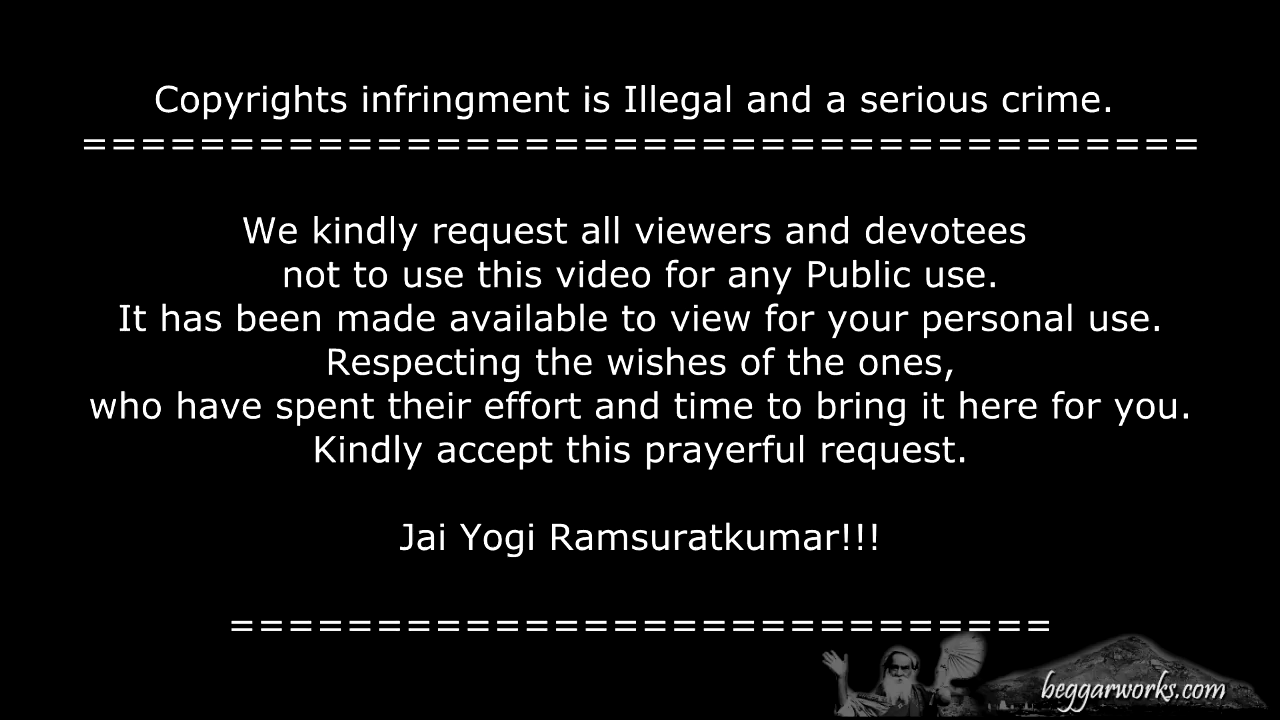 Copyrights infringment is Illegal and a serious crime.
======================================
We kindly request all viewers and devotees
not to use this video for any Public use.
It has been made available to view for your personal use.
Respecting the wishes of the ones,
who have spent their effort and time to bring it here for you.
Kindly accept this prayerful request.
Jai Yogi Ramsuratkumar!!!
============================
beggarworks.com